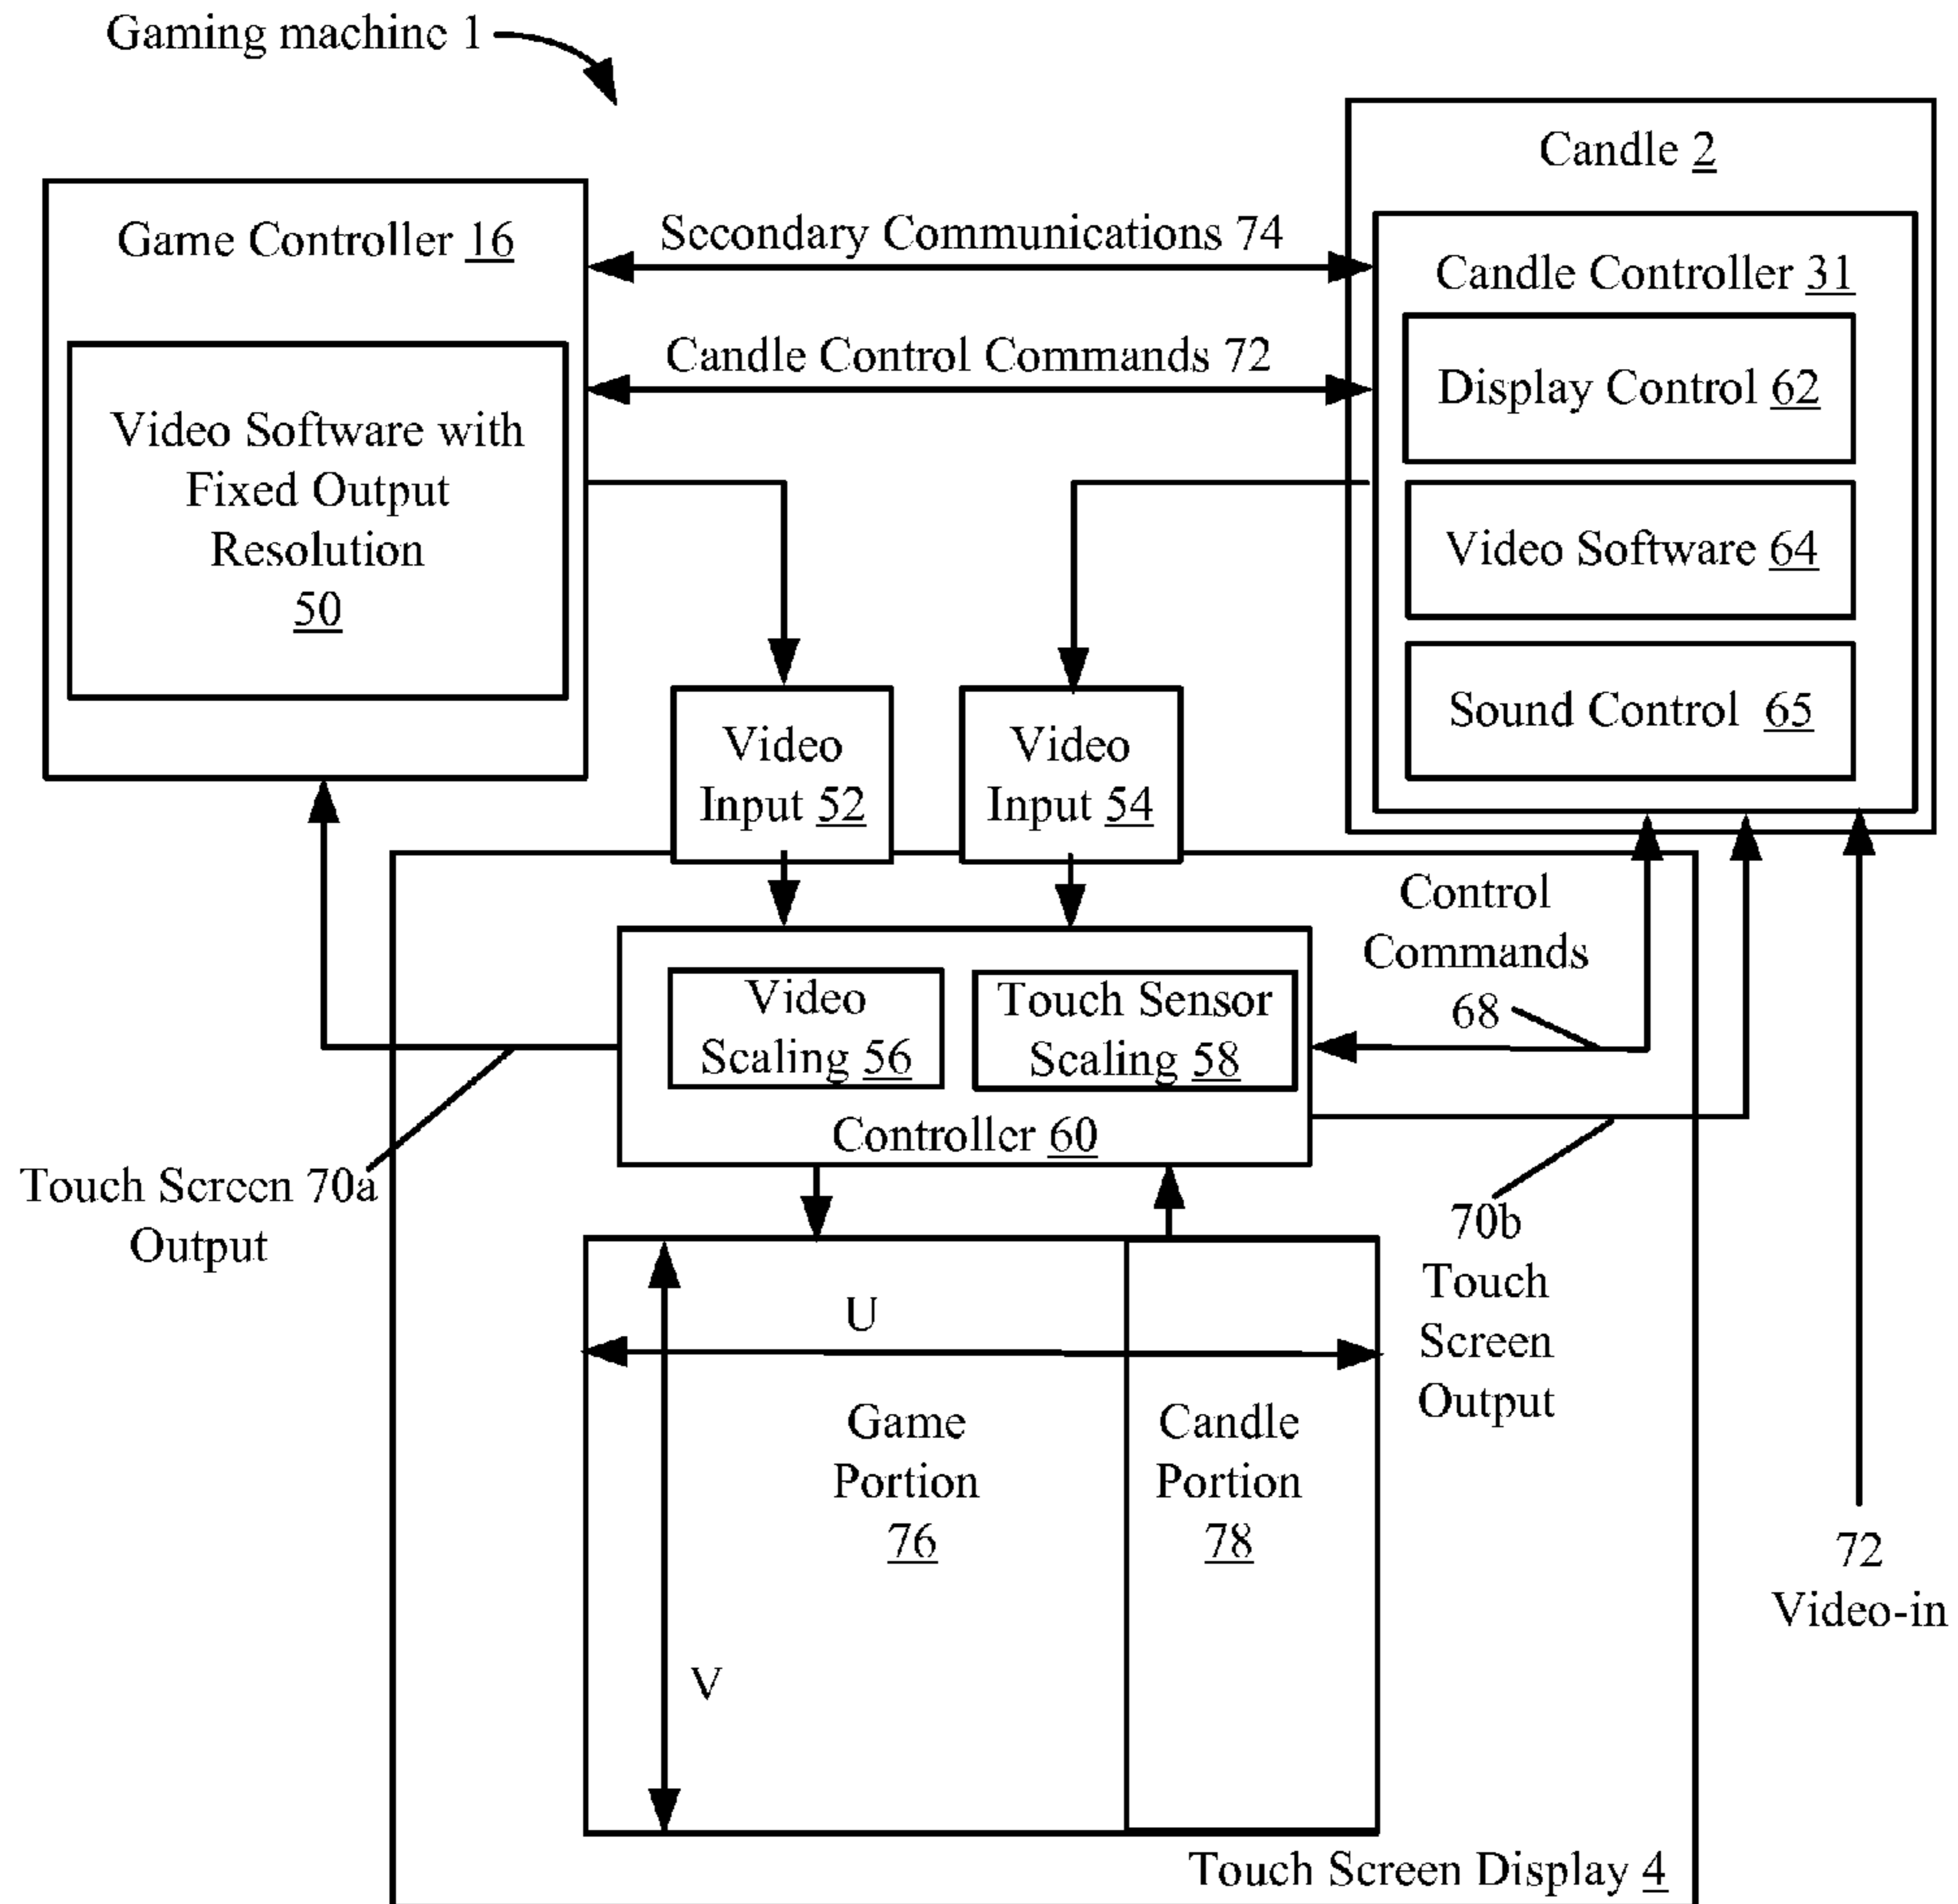 Gaming machine 1
Candle 2
Game Controller 16
Secondary Communications 74
Candle Controller 31
Candle Control Commands 72
Display Control 62
Video Software with
Fixed Output
Resolution
50
Video Software 64
Sound Control 65
Video
Input 52
Video
Input 54
Control
Commands
68
Video
Scaling 56
Touch Sensor
Scaling 58
Controller 60
Touch Screen 70a
Output
70b
Touch
Screen
Output
U
Game
Portion
76
Candle
Portion
78
72
Video-in
V
Touch Screen Display 4